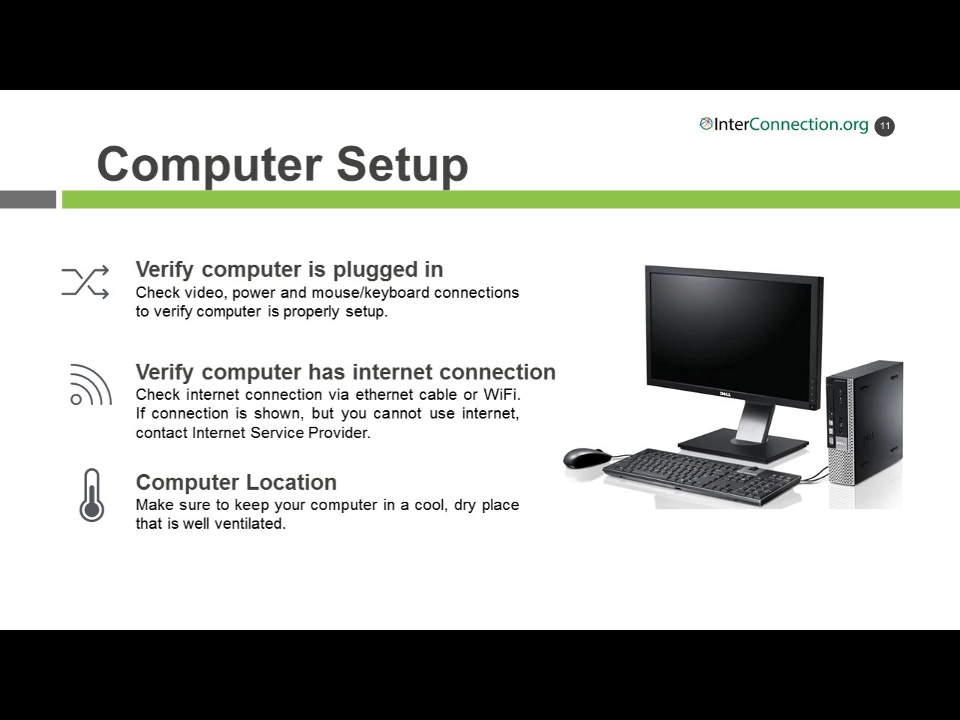 InterConnection.org 11
Computer Setup
Verify computer is plugged in
Check video, power and mouse/keyboard connections
to verify computer is properly setup.
Verify computer has internet connection
Check internet connection via ethernet cable or WiFi.
If connection is shown, but you cannot use internet,
contact Internet Service Provider.
Computer Location
Make sure to keep your computer in a cool, dry place
that is well ventilated.
DELL
DELL